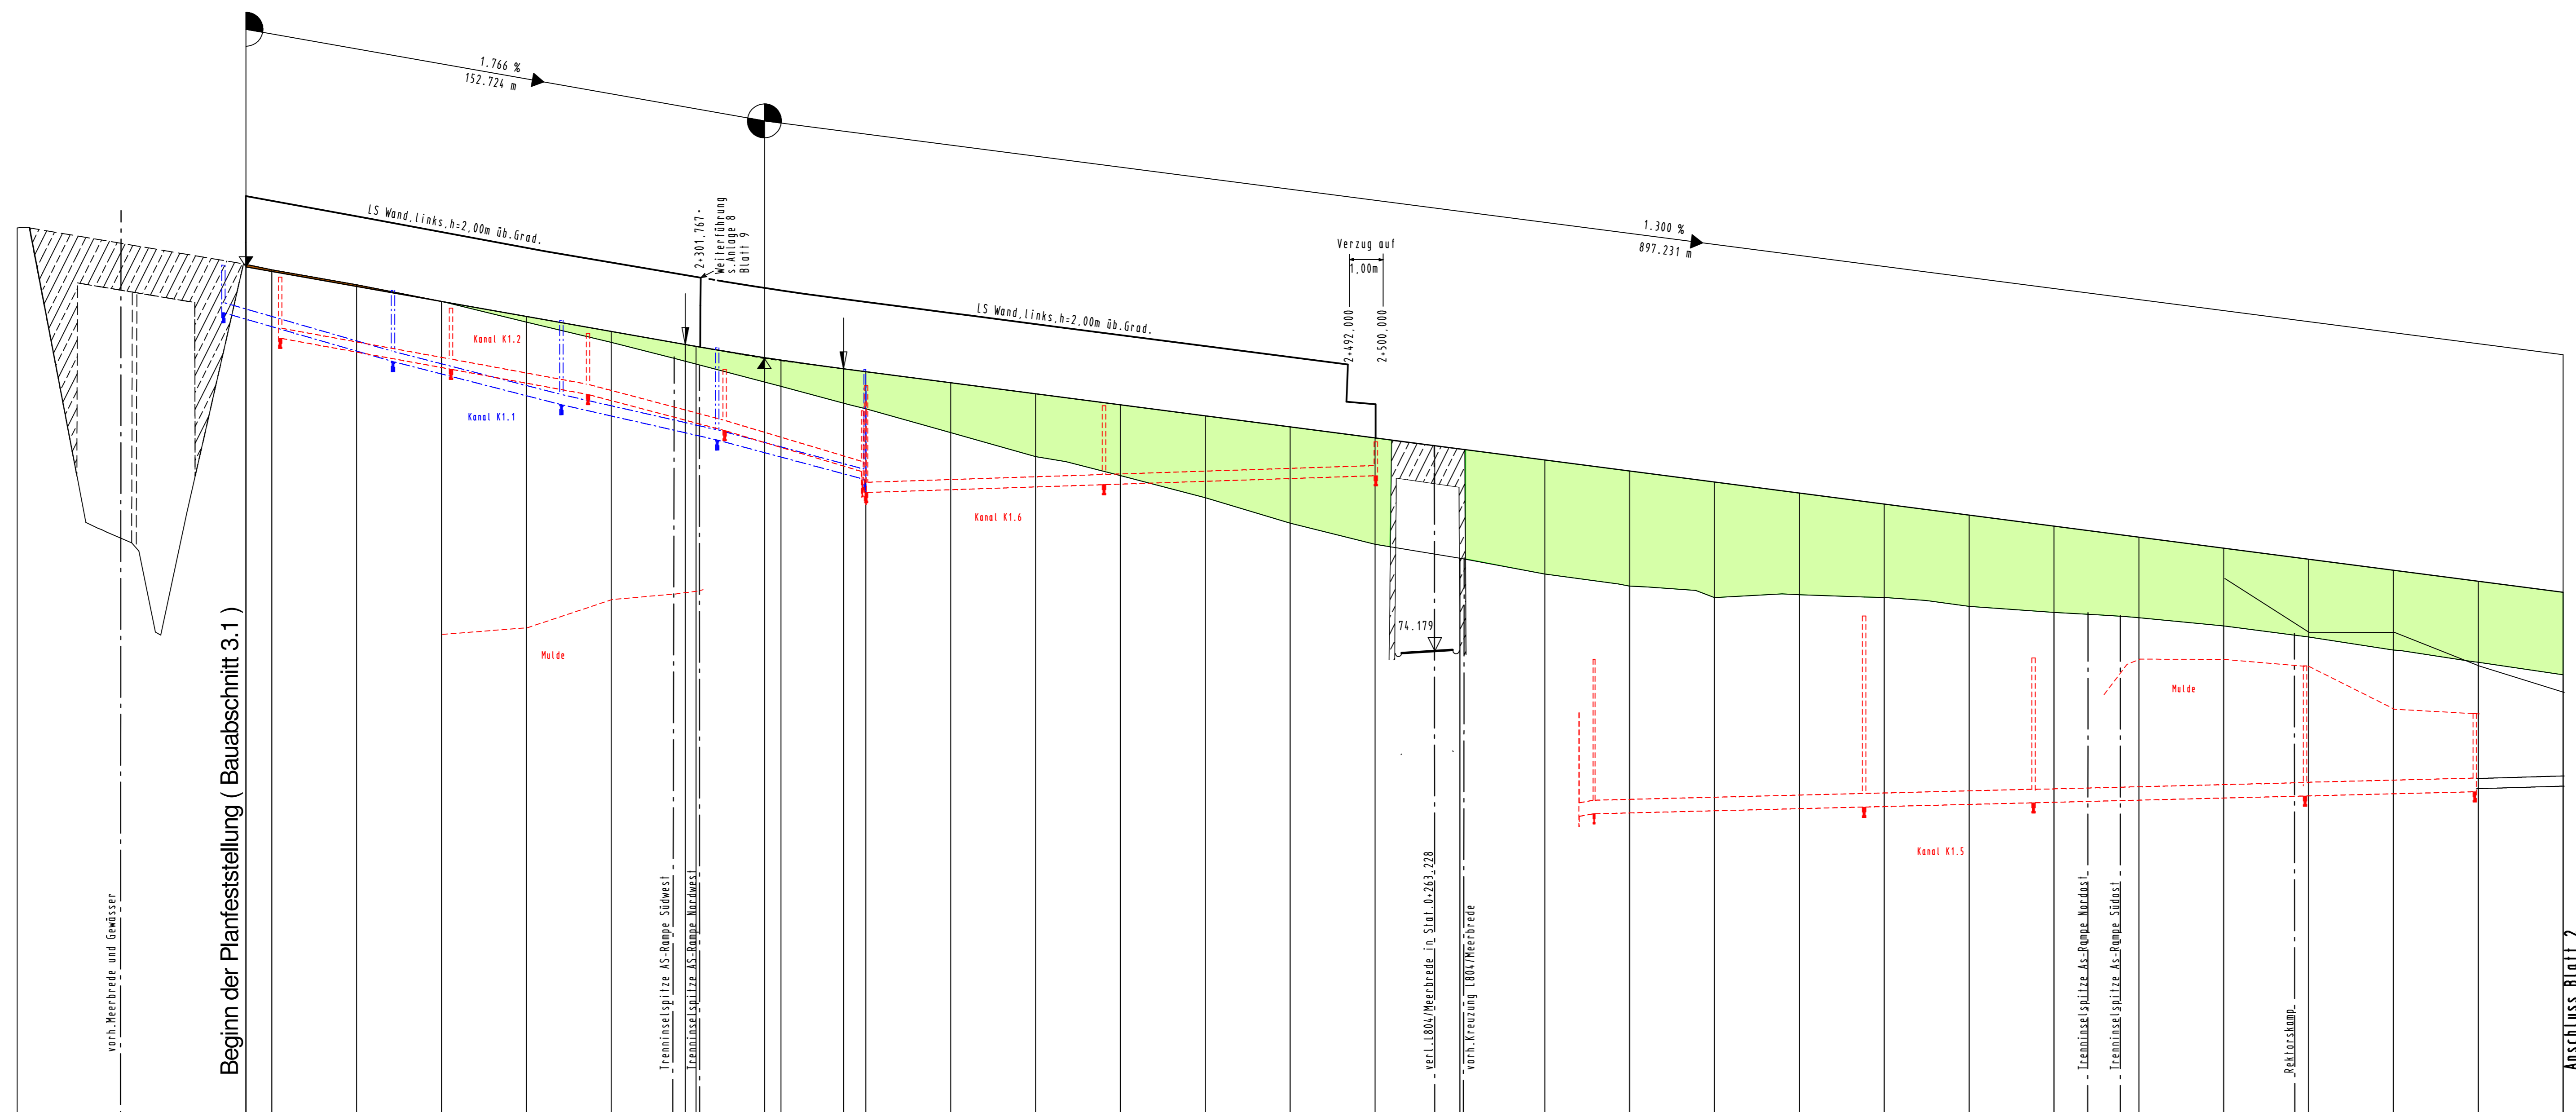 1.766 %
152.724 m
1.300 %
897.231 m
LS Wand,links,h=2,00m üb.Grad.
2+301,767-
Weiterführung
s.Anlage 8
Blatt 9
LS Wand,links,h=2,00m üb.Grad.
Verzug auf
1,00m
2+492,000
2+500,000
Kanal K1.2
Kanal K1.1
Kanal K1.6
Mulde
74.179
Mulde
Kanal K1.5
vorh.Meerbrede und Gewässer
Beginn der Planfeststellung ( Bauabschnitt 3.1 )
Trenninselspitze AS-Rampe Südwest
Trenninselspitze AS-Rampe Nordwest
verl.L804/Meerbrede in Stat.0+263,228
vorh.Kreuzung L804/Meerbrede
Trenninselspitze As-Rampe Nordost
Trenninselspitze As-Rampe Südost
Rektorskamp
Anschluss Blatt 2